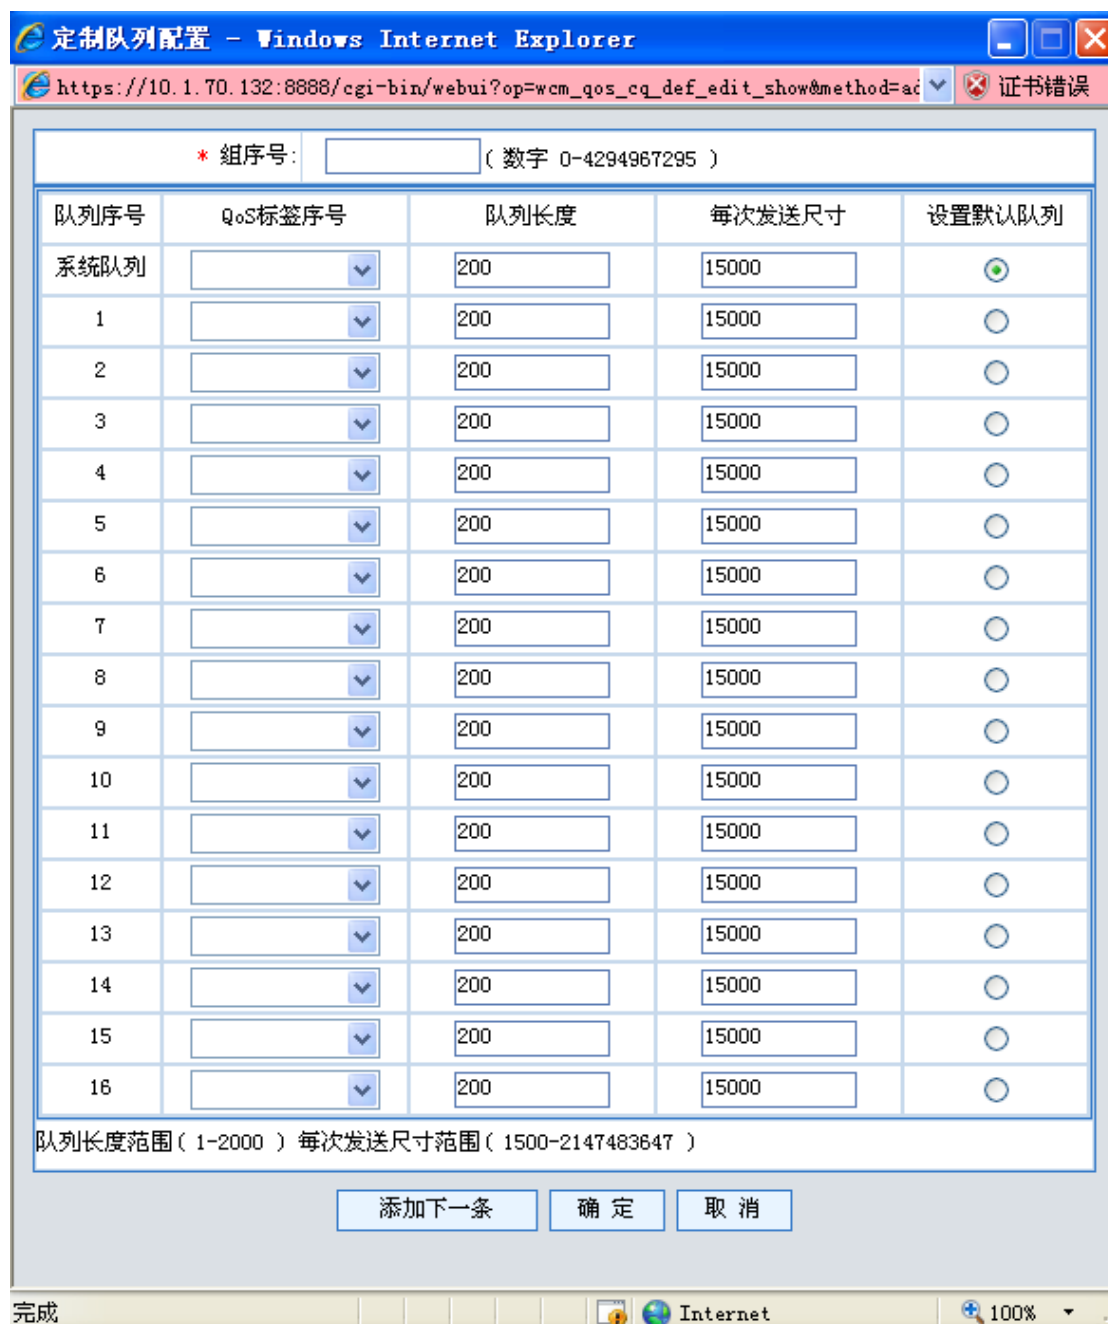 定制队列配置 - Windows Internet Explorer
https://10.1.70.132:8888/cgi-bin/webui?op=wcm_qos_cq_def_edit_show&method=ad 证书错误
* 组序号: ( 数字 0-4294967295 )
队列序号 QoS标签序号 队列长度 每次发送尺寸 设置默认队列
系统队列 200 15000
1 200 15000
2 200 15000
3 200 15000
4 200 15000
5 200 15000
6 200 15000
7 200 15000
8 200 15000
9 200 15000
10 200 15000
11 200 15000
12 200 15000
13 200 15000
14 200 15000
15 200 15000
16 200 15000
队列长度范围( 1-2000 ) 每次发送尺寸范围( 1500-2147483647 )
添加下一条 确 定 取 消
完成 Internet 100%